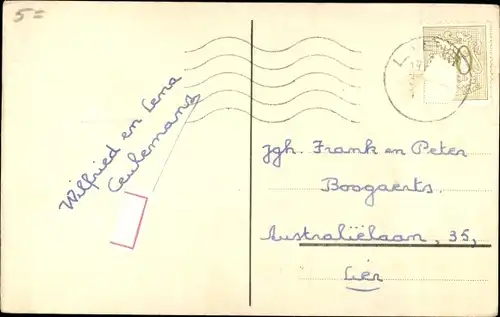 5=
Wilfried en Lena
Ceulemans
Jgh. Frank en Peter
Boogaerts.
Australiëlaan, 35,
Lier